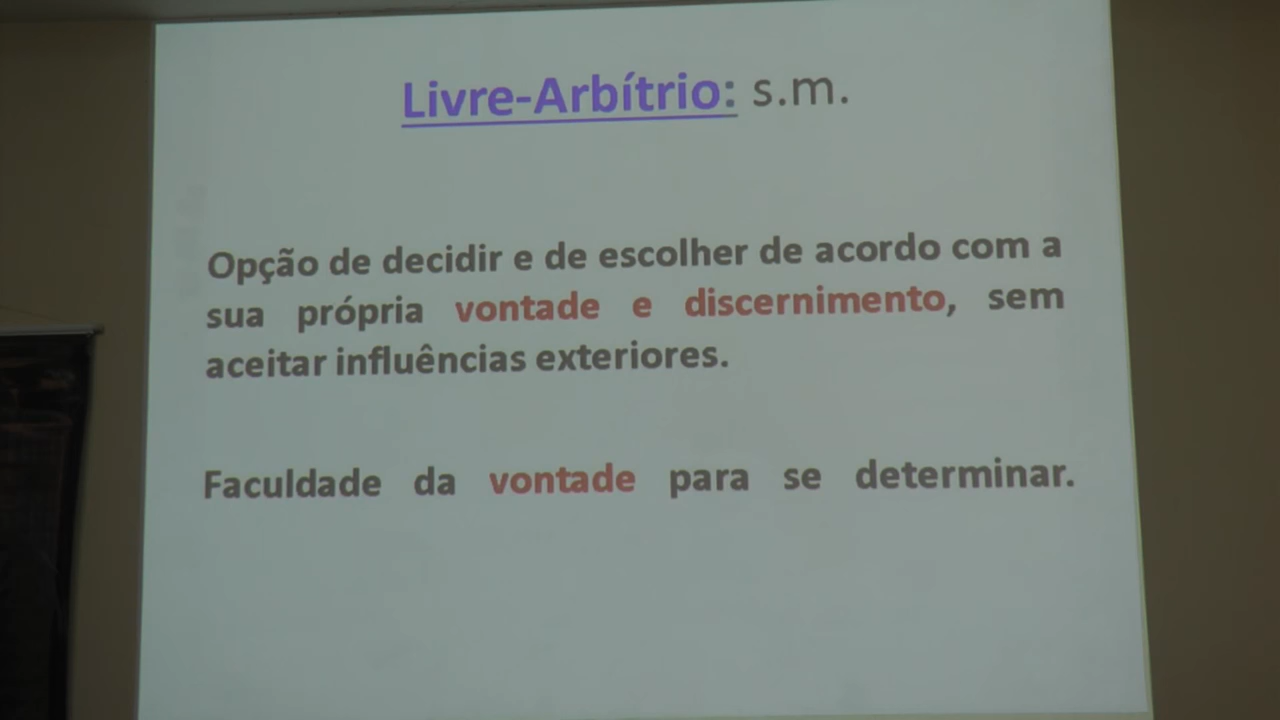 Livre-Arbítrio: s.m.
Opção de decidir e de escolher de acordo com a
sua própria vontade e discernimento, sem
aceitar influências exteriores.
Faculdade da vontade para se determinar.